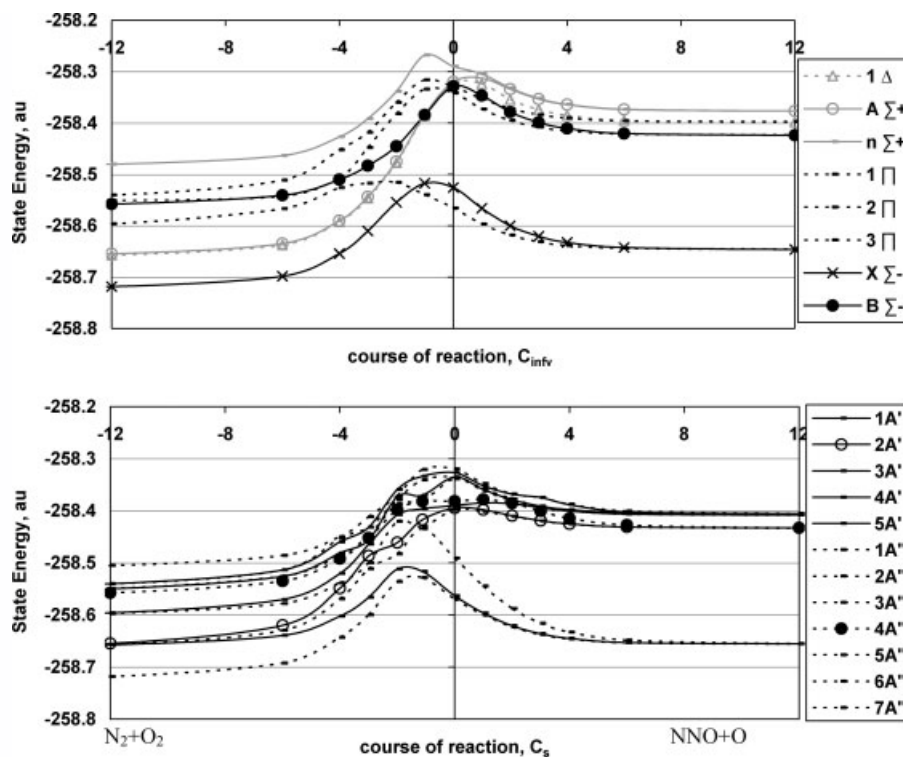 -258.2
-12 -8 -4 0 4 8 12
-258.3
-258.4
-258.5
-258.6
-258.7
-258.8
State Energy, au
course of reaction, C_infv
1 Δ
A ∑+
n ∑+
1 ∏
2 ∏
3 ∏
X ∑-
B ∑-
-258.2
-12 -8 -4 0 4 8 12
-258.3
-258.4
-258.5
-258.6
-258.7
-258.8
State Energy, au
N₂+O₂
course of reaction, Cₛ
NNO+O
1A'
2A'
3A'
4A'
5A'
1A"
2A"
3A"
4A"
5A"
6A"
7A"